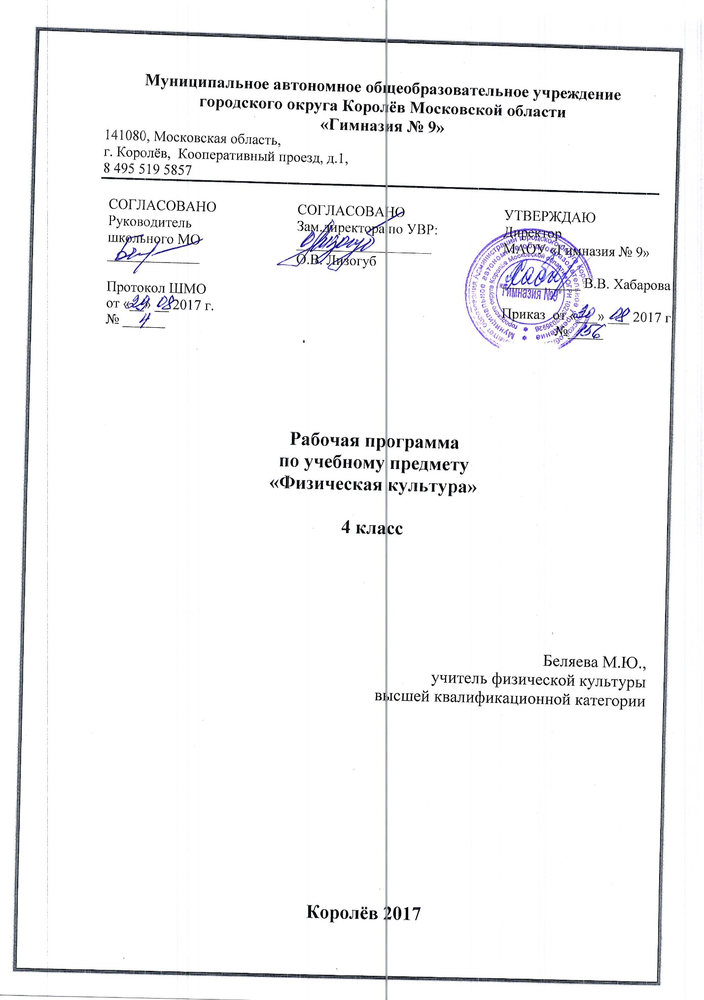 Муниципальное автономное общеобразовательное учреждение
городского округа Королёв Московской области
«Гимназия № 9»
141080, Московская область,
г. Королёв, Кооперативный проезд, д.1,
8 495 519 5857
СОГЛАСОВАНО
Руководитель
школьного МО
Протокол ШМО
от «29» 08 2017 г.
№ 4
СОГЛАСОВАНО
Зам.директора по УВР:
О.В. Лизогуб
УТВЕРЖДАЮ
Директор
МАОУ «Гимназия № 9»
В.В. Хабарова
Приказ от «30» 08 2017 г
№ 156
"Гимназия №9"
Рабочая программа
по учебному предмету
«Физическая культура»
4 класс
Беляева М.Ю.,
учитель физической культуры
высшей квалификационной категории
Королёв 2017